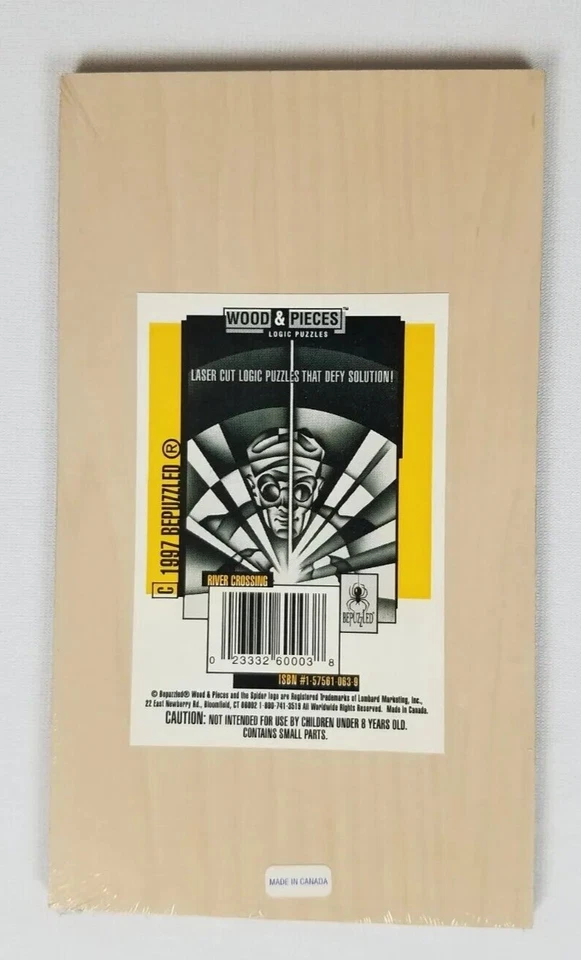 WOOD & PIECES™
LOGIC PUZZLES
LASER CUT LOGIC PUZZLES THAT DEFY SOLUTION!
C 1997 BEPUZZLED ®
RIVER CROSSING
BEPUZZLED®
0 23332 60003 8
ISBN #1-57561-063-9
© Bepuzzled® Wood & Pieces and the Spider logo are Registered Trademarks of Lombard Marketing, Inc.,
22 East Newberry Rd., Bloomfield, CT 06002 1-800-741-3519 All Worldwide Rights Reserved. Made in Canada.
CAUTION: NOT INTENDED FOR USE BY CHILDREN UNDER 8 YEARS OLD.
CONTAINS SMALL PARTS.
MADE IN CANADA